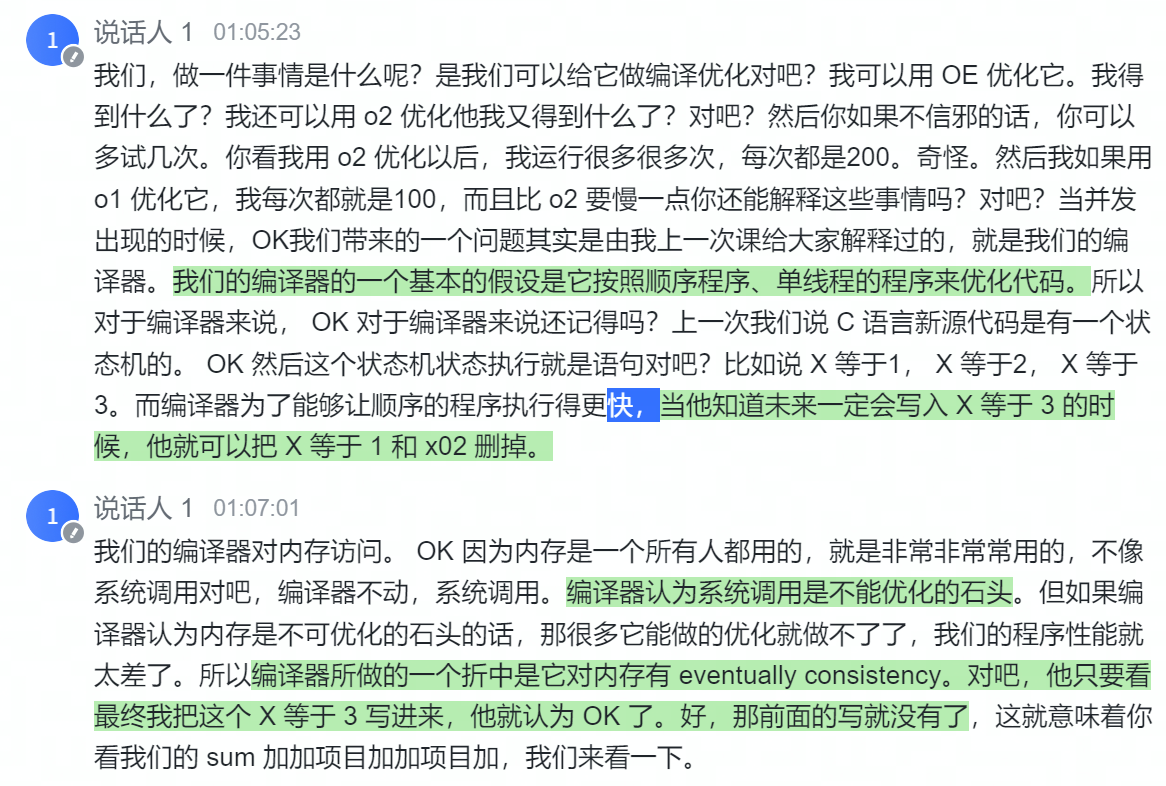 1 说话人 1 01:05:23
我们，做一件事情是什么呢？是我们可以给它做编译优化对吧？我可以用 OE 优化它。我得
到什么了？我还可以用 o2 优化他我又得到什么了？对吧？然后你如果不信邪的话，你可以
多试几次。你看我用 o2 优化以后，我运行很多很多次，每次都是200。奇怪。然后我如果用
o1 优化它，我每次都就是100，而且比 o2 要慢一点你还能解释这些事情吗？对吧？当并发
出现的时候，OK我们带来的一个问题其实是由我上一次课给大家解释过的，就是我们的编
译器。我们的编译器的一个基本的假设是它按照顺序程序、单线程的程序来优化代码。所以
对于编译器来说， OK 对于编译器来说还记得吗？上一次我们说 C 语言新源代码是有一个状
态机的。 OK 然后这个状态机状态执行就是语句对吧？比如说 X 等于1， X 等于2， X 等于
3。而编译器为了能够让顺序的程序执行得更快，当他知道未来一定会写入 X 等于 3 的时
候，他就可以把 X 等于 1 和 x02 删掉。
1 说话人 1 01:07:01
我们的编译器对内存访问。 OK 因为内存是一个所有人都用的，就是非常非常常用的，不像
系统调用对吧，编译器不动，系统调用。编译器认为系统调用是不能优化的石头。但如果编
译器认为内存是不可优化的石头的话，那很多它能做的优化就做不了了，我们的程序性能就
太差了。所以编译器所做的一个折中是它对内存有 eventually consistency。对吧，他只要看
最终我把这个 X 等于 3 写进来，他就认为 OK 了。好，那前面的写就没有了，这就意味着你
看我们的 sum 加加项目加加项目加，我们来看一下。